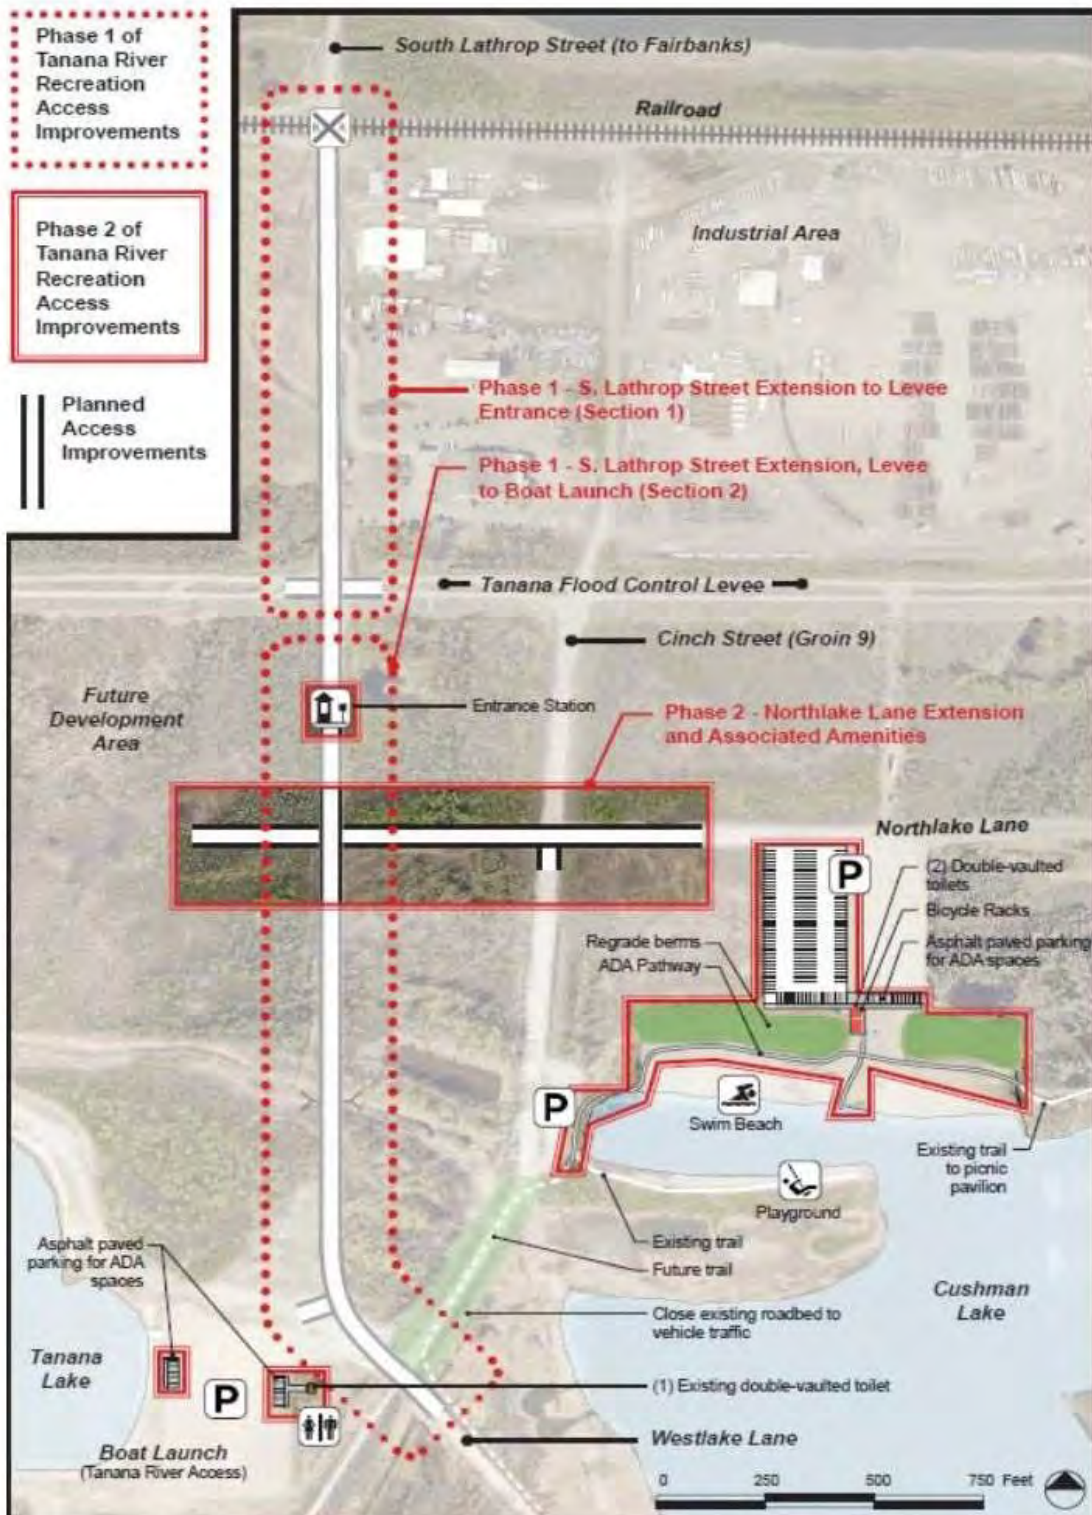 Phase 1 of
Tanana River
Recreation
Access
Improvements
Phase 2 of
Tanana River
Recreation
Access
Improvements
Planned
Access
Improvements
South Lathrop Street (to Fairbanks)
Railroad
Industrial Area
Phase 1 - S. Lathrop Street Extension to Levee
Entrance (Section 1)
Phase 1 - S. Lathrop Street Extension, Levee
to Boat Launch (Section 2)
Tanana Flood Control Levee
Cinch Street (Groin 9)
Future
Development
Area
Entrance Station
Phase 2 - Northlake Lane Extension
and Associated Amenities
Northlake Lane
P
(2) Double-vaulted
toilets
Bicycle Racks
Asphalt paved parking
for ADA spaces
Regrade berms
ADA Pathway
P
Swim Beach
Existing trail
to picnic
pavilion
Playground
Existing trail
Future trail
Asphalt paved
parking for ADA
spaces
Cushman
Lake
Close existing roadbed to
vehicle traffic
Tanana
Lake
P
(1) Existing double-vaulted toilet
Westlake Lane
Boat Launch
(Tanana River Access)
0 250 500 750 Feet